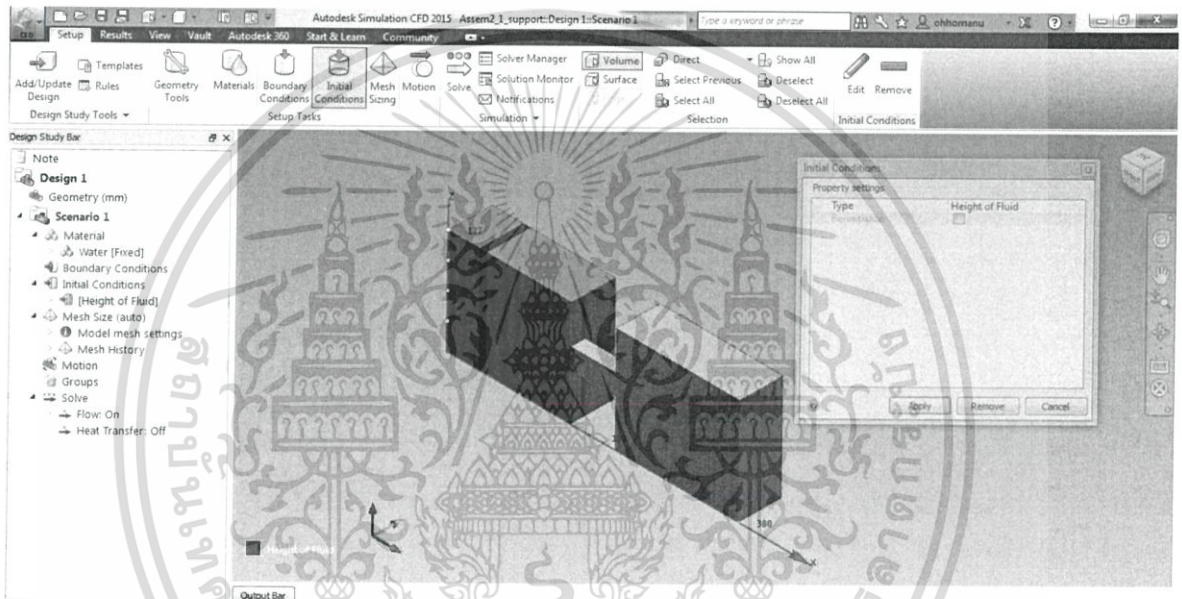 Autodesk Simulation CFD 2015 Assem2_1_support::Design 1::Scenario 1
Type a keyword or phrase
ohhomanu
Setup Results View Vault Autodesk 360 Start & Learn Community
Add/Update Design
Templates
Rules
Design Study Tools
Geometry Tools
Materials
Boundary Conditions
Initial Conditions
Mesh Sizing
Motion
Solve
Setup Tasks
Solver Manager
Solution Monitor
Notifications
Simulation
Volume
Surface
Direct
Select Previous
Select All
Show All
Deselect
Deselect All
Selection
Edit
Remove
Initial Conditions
Design Study Bar
Note
Design 1
Geometry (mm)
Scenario 1
Material
Water [Fixed]
Boundary Conditions
Initial Conditions
[Height of Fluid]
Mesh Size (auto)
Model mesh settings
Mesh History
Motion
Groups
Solve
Flow: On
Heat Transfer: Off
Initial Conditions
Property settings
Type Height of Fluid
Apply Remove Cancel
127
380
X
Height of Fluid
Output Bar